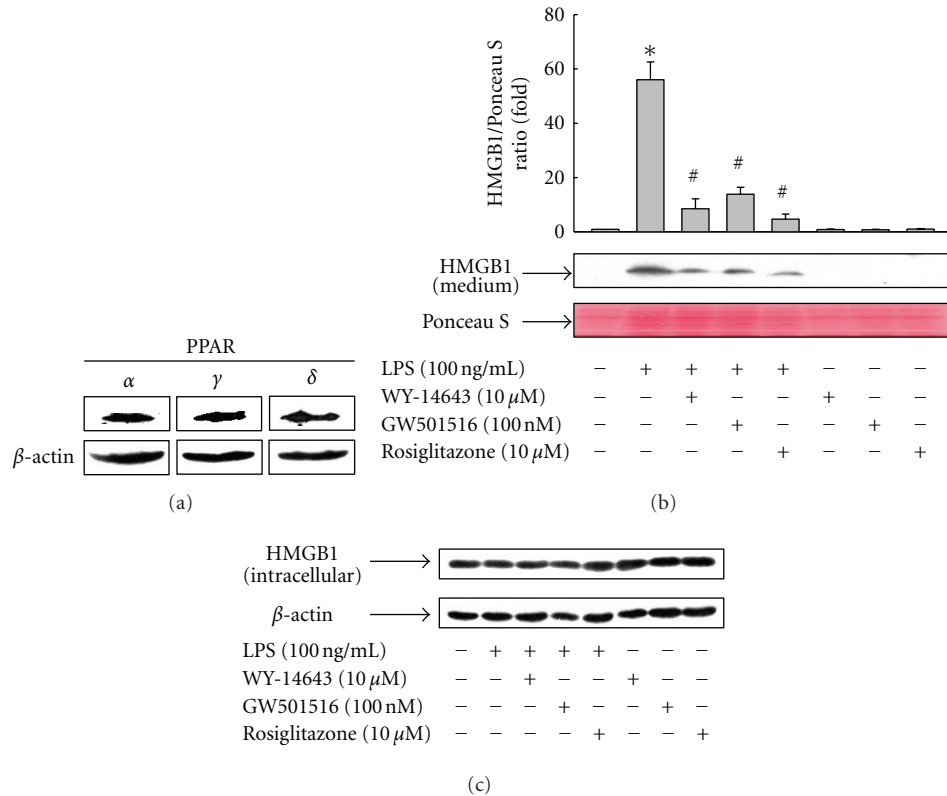 80
60
40
20
0
HMGB1/Ponceau S
ratio (fold)
*
#
#
#
HMGB1
(medium)
Ponceau S
LPS (100 ng/mL) − + + + + − − −
WY-14643 (10 µM) − − + − − + − −
GW501516 (100 nM) − − − + − − + −
Rosiglitazone (10 µM) − − − − + − − +
(b)
PPAR
α γ δ
β-actin
(a)
HMGB1
(intracellular)
β-actin
LPS (100 ng/mL) − + + + + − − −
WY-14643 (10 µM) − − + − − + − −
GW501516 (100 nM) − − − + − − + −
Rosiglitazone (10 µM) − − − − + − − +
(c)